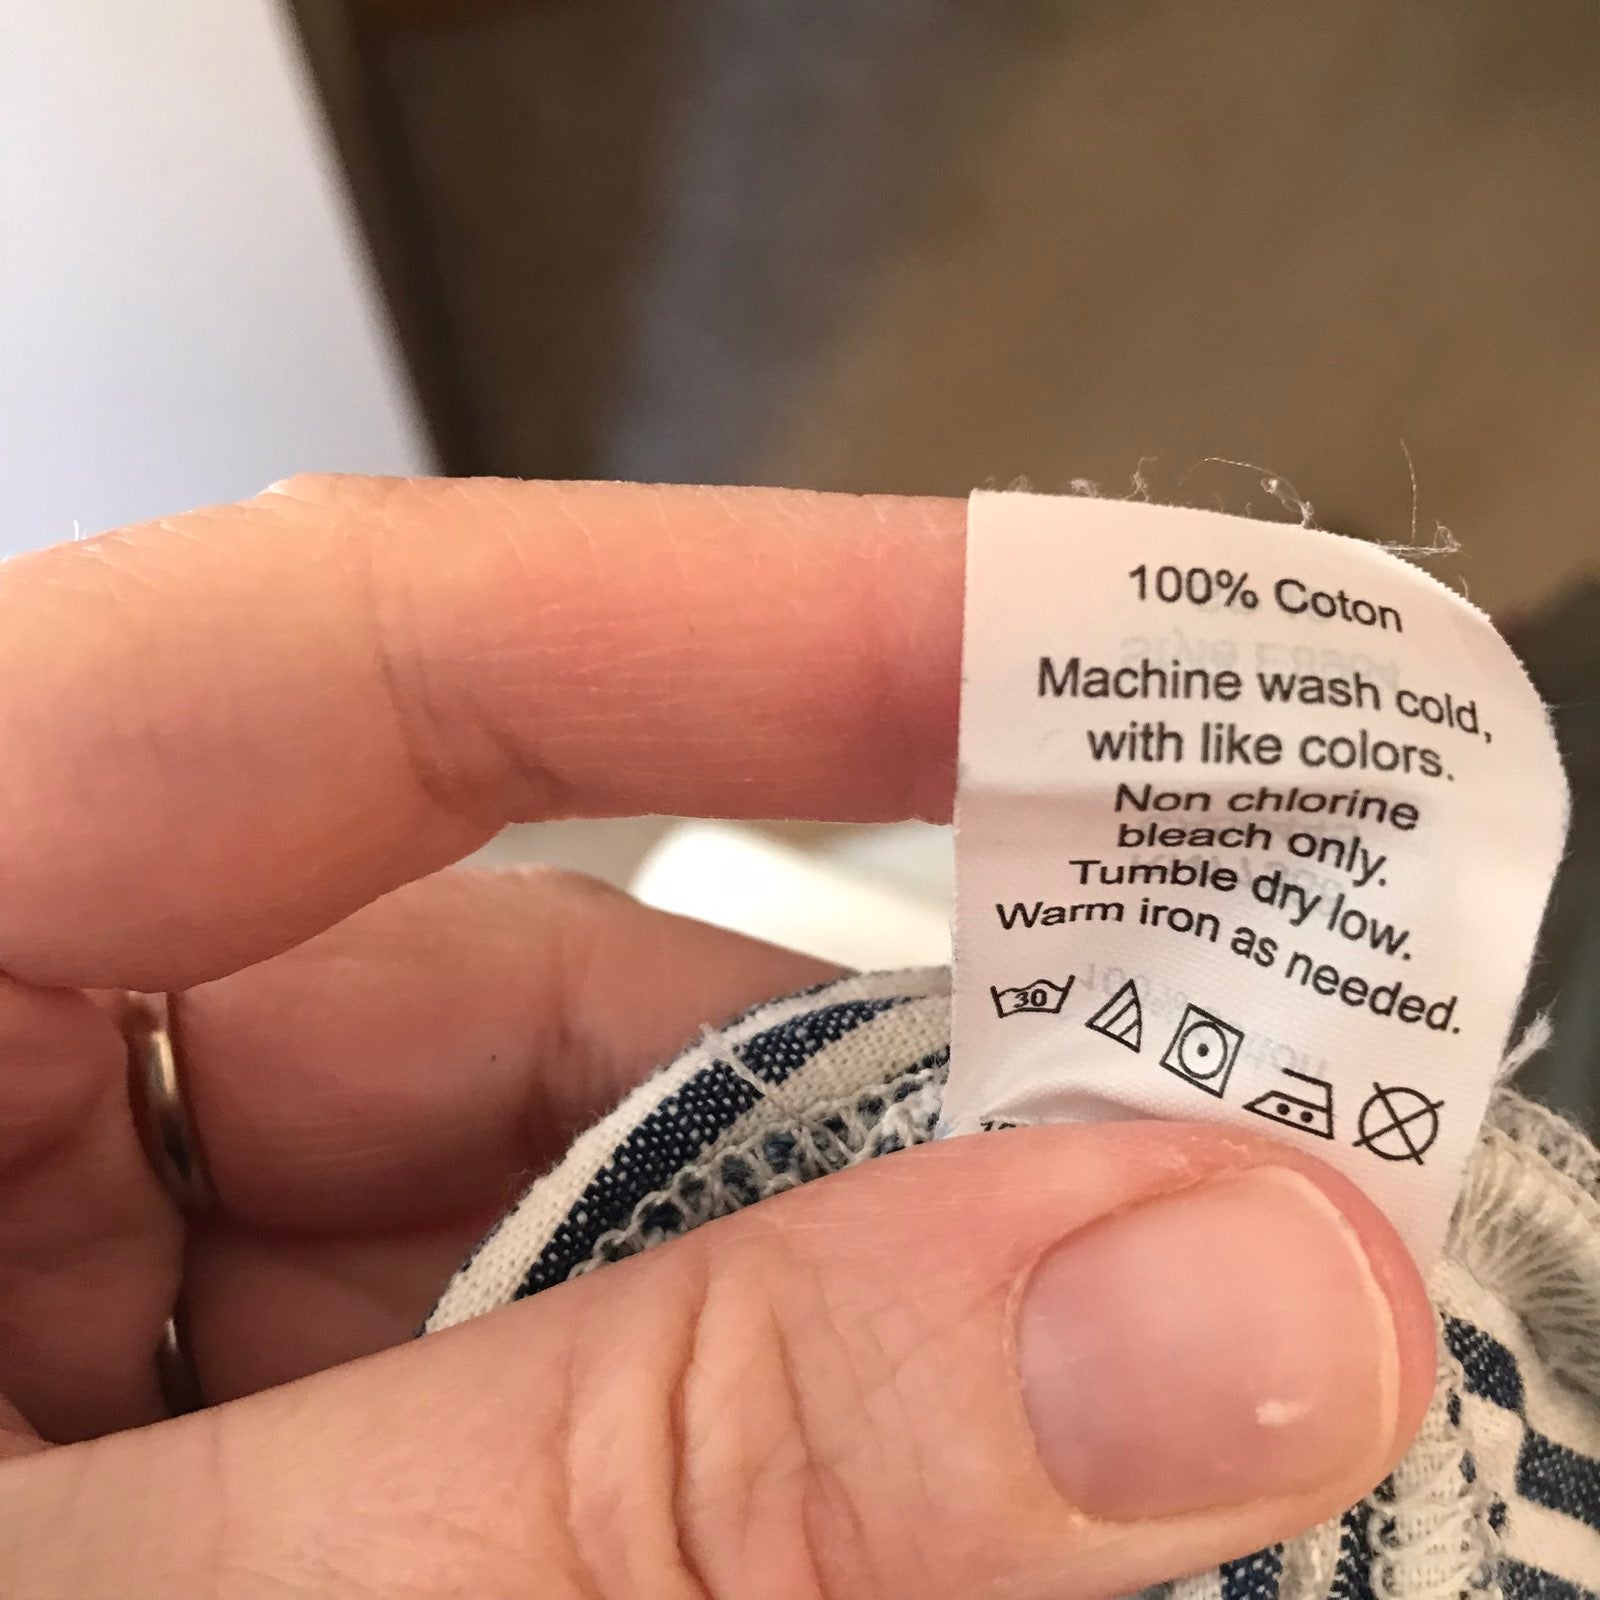 100% Coton
Machine wash cold,
with like colors.
Non chlorine
bleach only.
Tumble dry low.
Warm iron as needed.
30